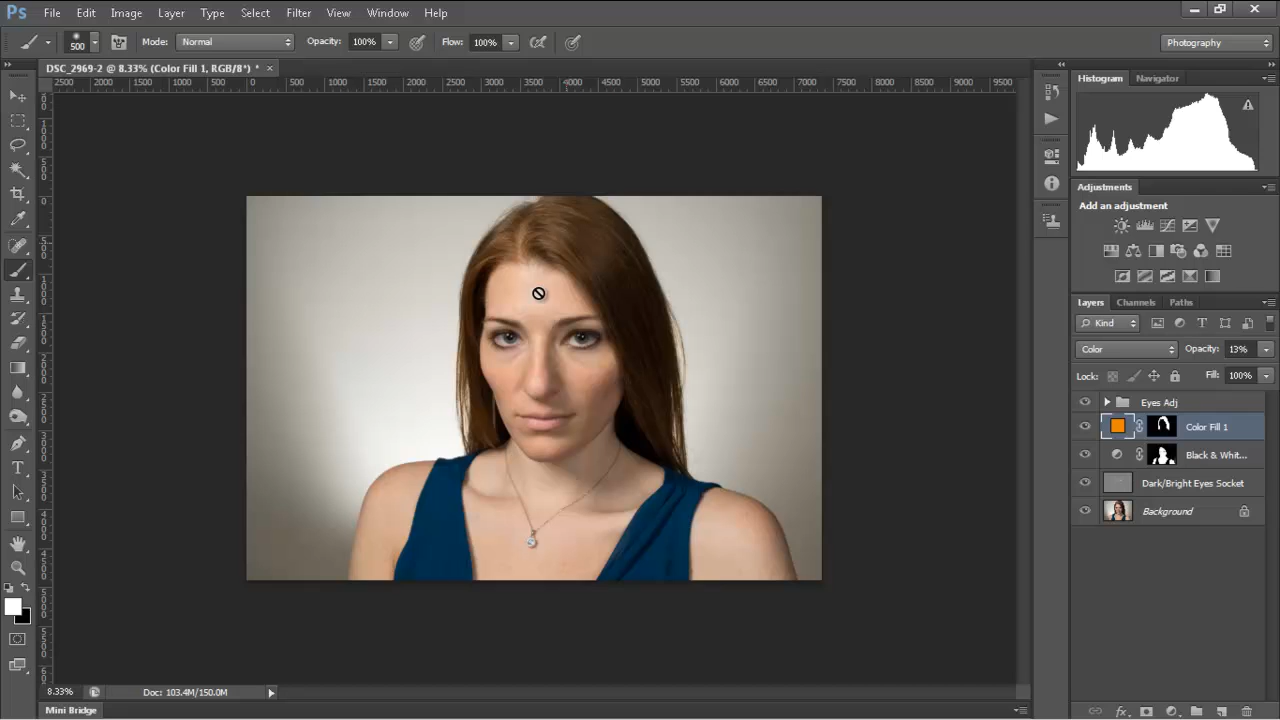 Ps File Edit Image Layer Type Select Filter View Window Help
500 Mode: Normal Opacity: 100% Flow: 100% Photography
DSC_2969-2 @ 8.33% (Color Fill 1, RGB/8*) * ×
2500 2000 1500 1000 500 0 500 1000 1500 2000 2500 3000 3500 4000 4500 5000 5500 6000 6500 7000 7500 8000 8500 9000 9500
Histogram Navigator
Adjustments
Add an adjustment
Layers Channels Paths
Kind
Color Opacity: 13%
Lock: Fill: 100%
Eyes Adj
Color Fill 1
Black & Whit...
Dark/Bright Eyes Socket
Background
8.33% Doc: 103.4M/150.0M
Mini Bridge